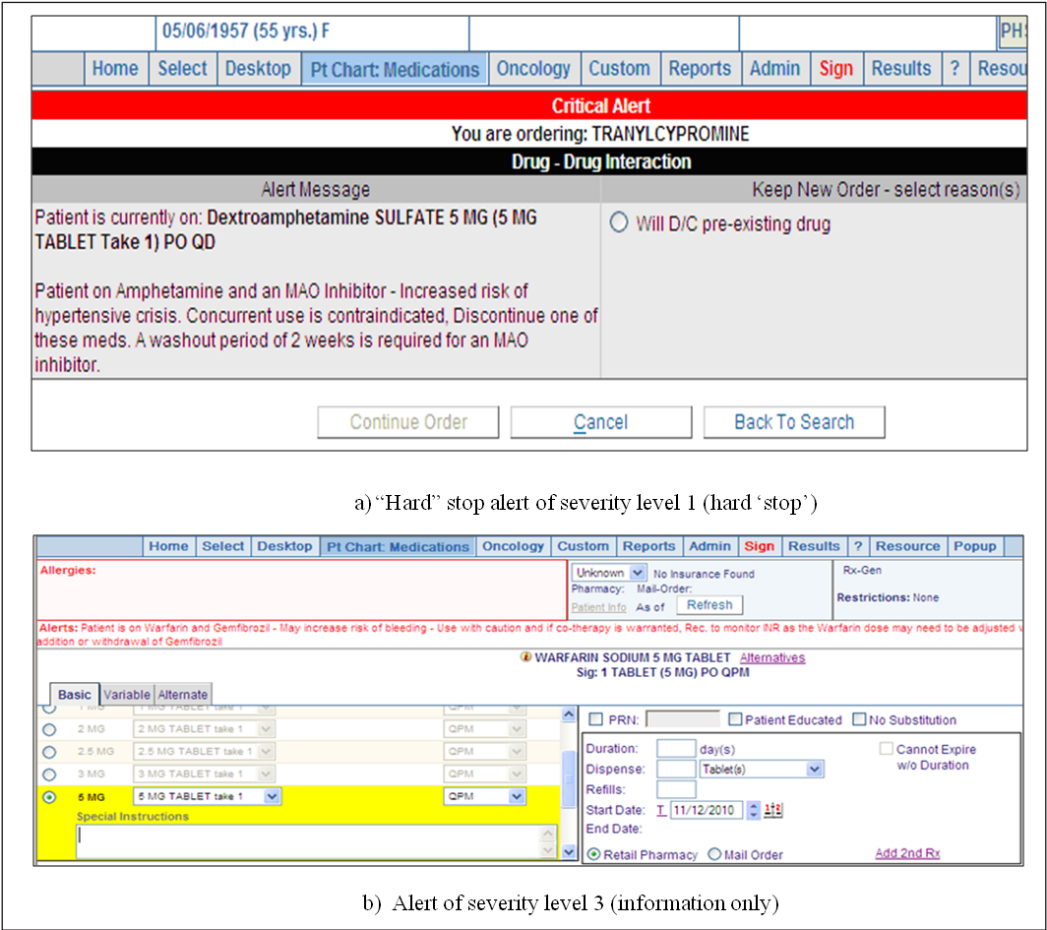 05/06/1957 (55 yrs.) F
Home Select Desktop Pt Chart: Medications Oncology Custom Reports Admin Sign Results ?
Critical Alert
You are ordering: TRANYLCYPROMINE
Drug - Drug Interaction
Alert Message Keep New Order - select reason(s)
Patient is currently on: Dextroamphetamine SULFATE 5 MG (5 MG
TABLET Take 1) PO QD
Will D/C pre-existing drug
Patient on Amphetamine and an MAO Inhibitor - Increased risk of
hypertensive crisis. Concurrent use is contraindicated, Discontinue one of
these meds. A washout period of 2 weeks is required for an MAO
inhibitor.
Continue Order Cancel Back To Search
a) “Hard” stop alert of severity level 1 (hard ‘stop’)
Home Select Desktop Pt Chart: Medications Oncology Custom Reports Admin Sign Results ? Resource Popup
Allergies:
Unknown No Insurance Found
Pharmacy: Mail-Order:
Patient Info As of Refresh
Rx-Gen
Restrictions: None
Alerts: Patient is on Warfarin and Gemfibrozil - May increase risk of bleeding - Use with caution and if co-therapy is warranted, Rec. to monitor INR as the Warfarin dose may need to be adjusted
addition or withdrawal of Gemfibrozil
WARFARIN SODIUM 5 MG TABLET Alternatives
Sig: 1 TABLET (5 MG) PO QPM
Basic Variable Alternate
1 MG 1 MG TABLET take 1 QPM
2 MG 2 MG TABLET take 1 QPM
2.5 MG 2.5 MG TABLET take 1 QPM
3 MG 3 MG TABLET take 1 QPM
5 MG 5 MG TABLET take 1 QPM
Special Instructions
PRN: Patient Educated No Substitution
Duration: day(s) Cannot Expire
w/o Duration
Dispense: Tablet(s)
Refills:
Start Date: T 11/12/2010
End Date:
Retail Pharmacy Mail Order Add 2nd Rx
b) Alert of severity level 3 (information only)